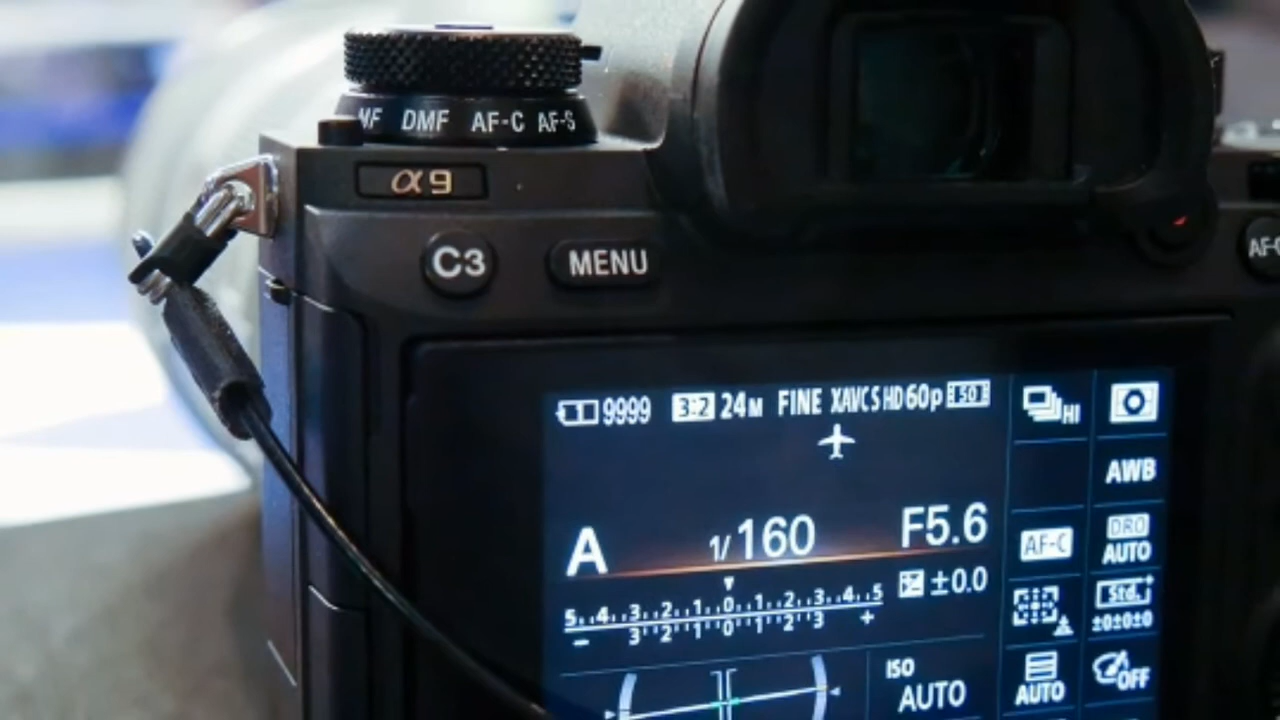 MF DMF AF-C AF-S
α9
C3 MENU
AF-
9999 3:2 24M FINE XAVC S HD 60p 50
HI
AWB
A 1/160 F5.6
AF-C
DRO
AUTO
±0.0
5 4 3 2 1 0 1 2 3 4 5
- 3 2 1 0 1 2 3 +
Std.
±0±0±0
ISO
AUTO
AUTO
OFF